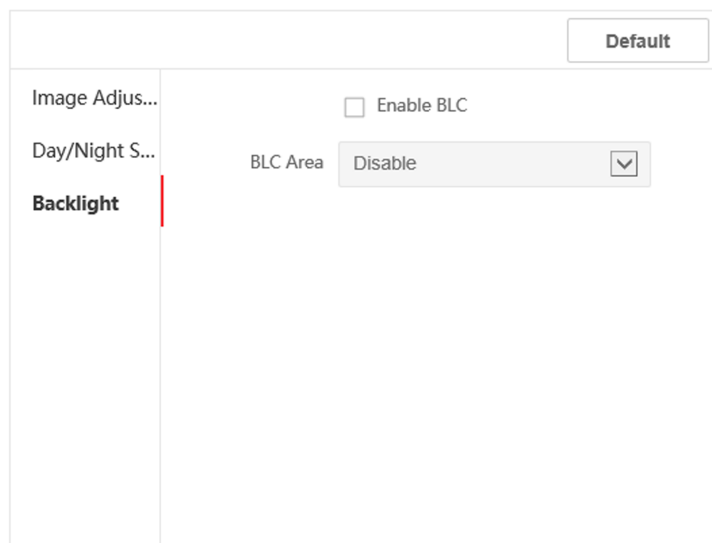 Default
Image Adjus...
Day/Night S...
Backlight
Enable BLC
BLC Area Disable